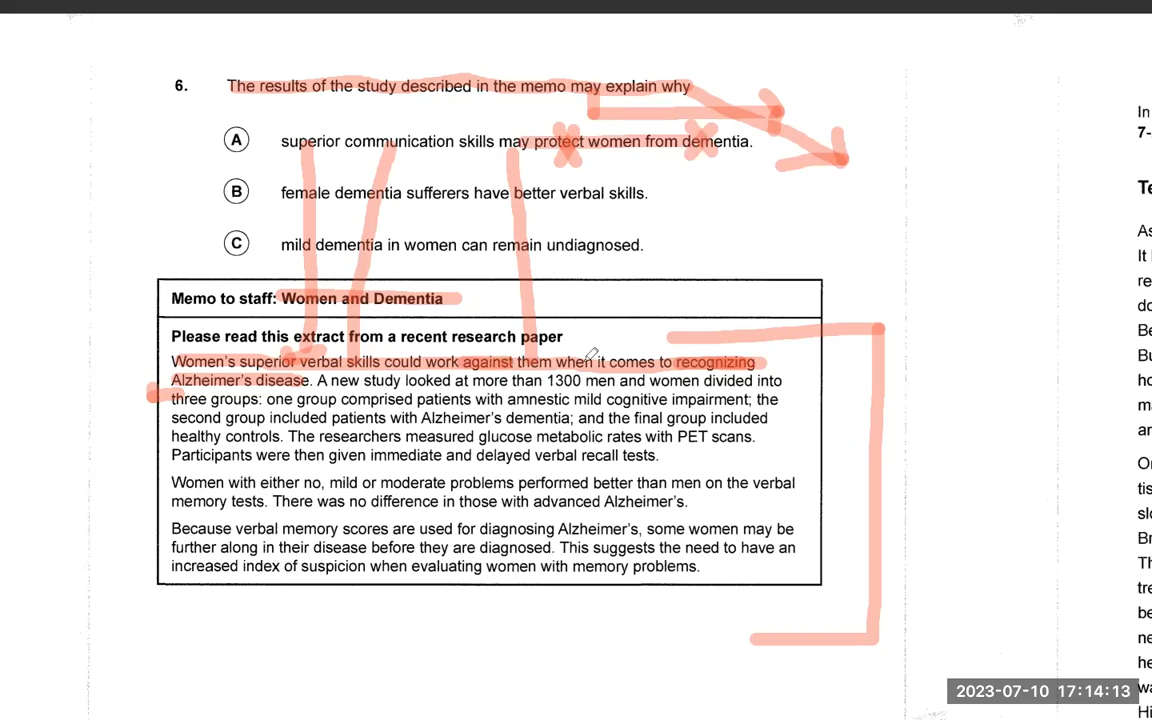 6. The results of the study described in the memo may explain why
A superior communication skills may protect women from dementia.
B female dementia sufferers have better verbal skills.
C mild dementia in women can remain undiagnosed.
Memo to staff: Women and Dementia
Please read this extract from a recent research paper
Women's superior verbal skills could work against them when it comes to recognizing
Alzheimer's disease. A new study looked at more than 1300 men and women divided into
three groups: one group comprised patients with amnestic mild cognitive impairment; the
second group included patients with Alzheimer's dementia; and the final group included
healthy controls. The researchers measured glucose metabolic rates with PET scans.
Participants were then given immediate and delayed verbal recall tests.
Women with either no, mild or moderate problems performed better than men on the verbal
memory tests. There was no difference in those with advanced Alzheimer's.
Because verbal memory scores are used for diagnosing Alzheimer's, some women may be
further along in their disease before they are diagnosed. This suggests the need to have an
increased index of suspicion when evaluating women with memory problems.
In
7-
2023-07-10 17:14:13